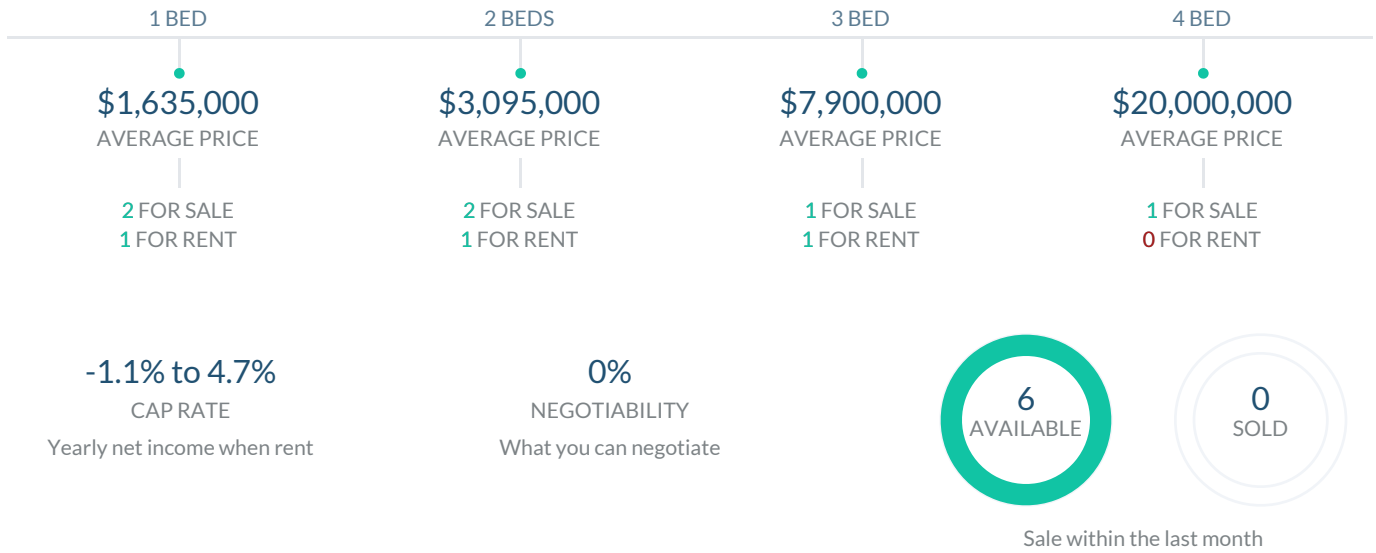 1 BED
2 BEDS
3 BED
4 BED
$1,635,000
$3,095,000
$7,900,000
$20,000,000
AVERAGE PRICE
AVERAGE PRICE
AVERAGE PRICE
AVERAGE PRICE
2 FOR SALE
2 FOR SALE
1 FOR SALE
1 FOR SALE
1 FOR RENT
1 FOR RENT
1 FOR RENT
0 FOR RENT
-1.1% to 4.7%
CAP RATE
Yearly net income when rent
0%
NEGOTIABILITY
What you can negotiate
6
AVAILABLE
0
SOLD
Sale within the last month